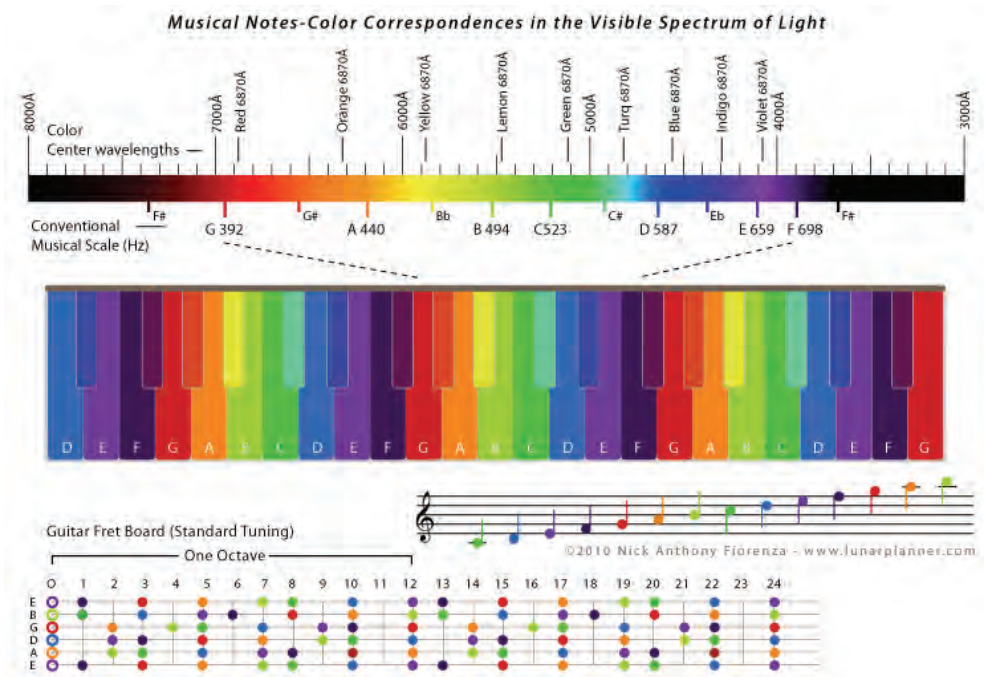 Musical Notes-Color Correspondences in the Visible Spectrum of Light
8000Å
7000Å
Red 6870Å
Orange 6870Å
6000Å
Yellow 6870Å
Lemon 6870Å
Green 6870Å
5000Å
Turq 6870Å
Blue 6870Å
Indigo 6870Å
Violet 6870Å
4000Å
3000Å
Color
Center wavelengths
F# G# Bb C# Eb F#
Conventional
Musical Scale (Hz)
G 392 A 440 B 494 C523 D 587 E 659 F 698
D E F G A B C D E F G A B C D E F G A B C D E F G
©2010 Nick Anthony Fiorenza - www.lunarplanner.com
Guitar Fret Board (Standard Tuning)
One Octave
0 1 2 3 4 5 6 7 8 9 10 11 12 13 14 15 16 17 18 19 20 21 22 23 24
E
B
G
D
A
E